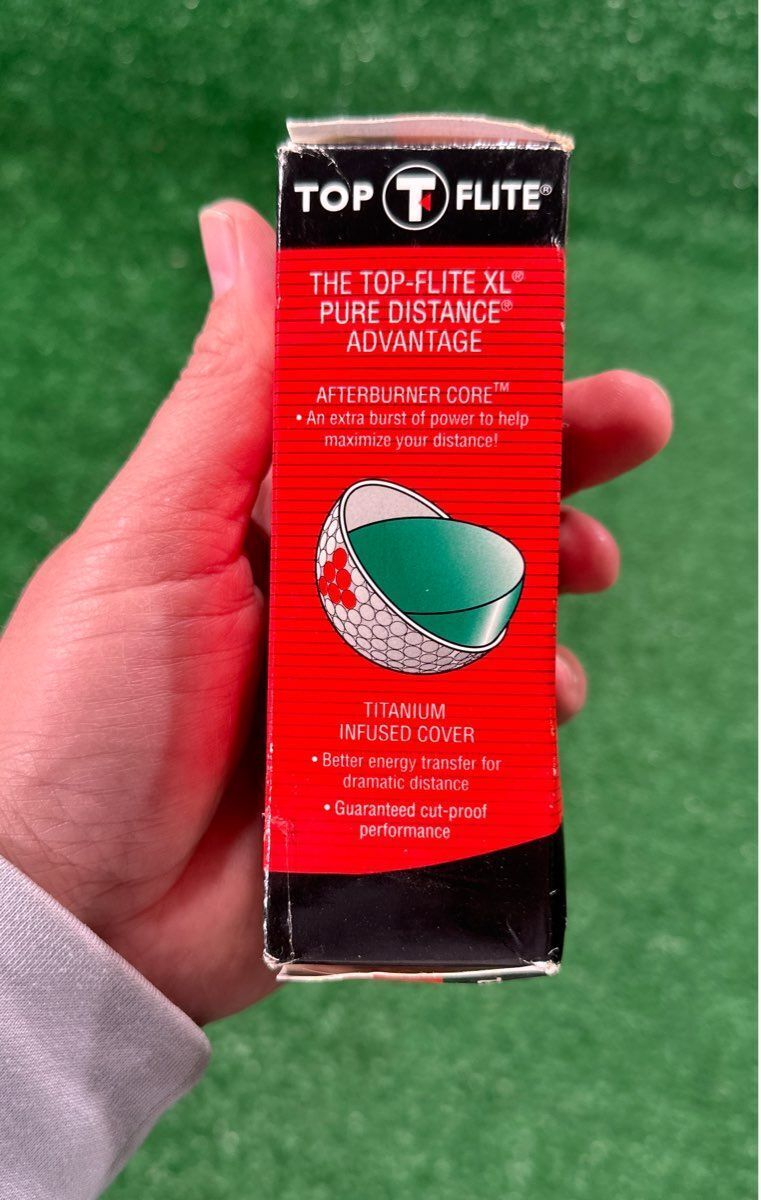 TOP T FLITE®
THE TOP-FLITE XL®
PURE DISTANCE®
ADVANTAGE
AFTERBURNER CORE™
• An extra burst of power to help
maximize your distance!
TITANIUM
INFUSED COVER
• Better energy transfer for
dramatic distance
• Guaranteed cut-proof
performance